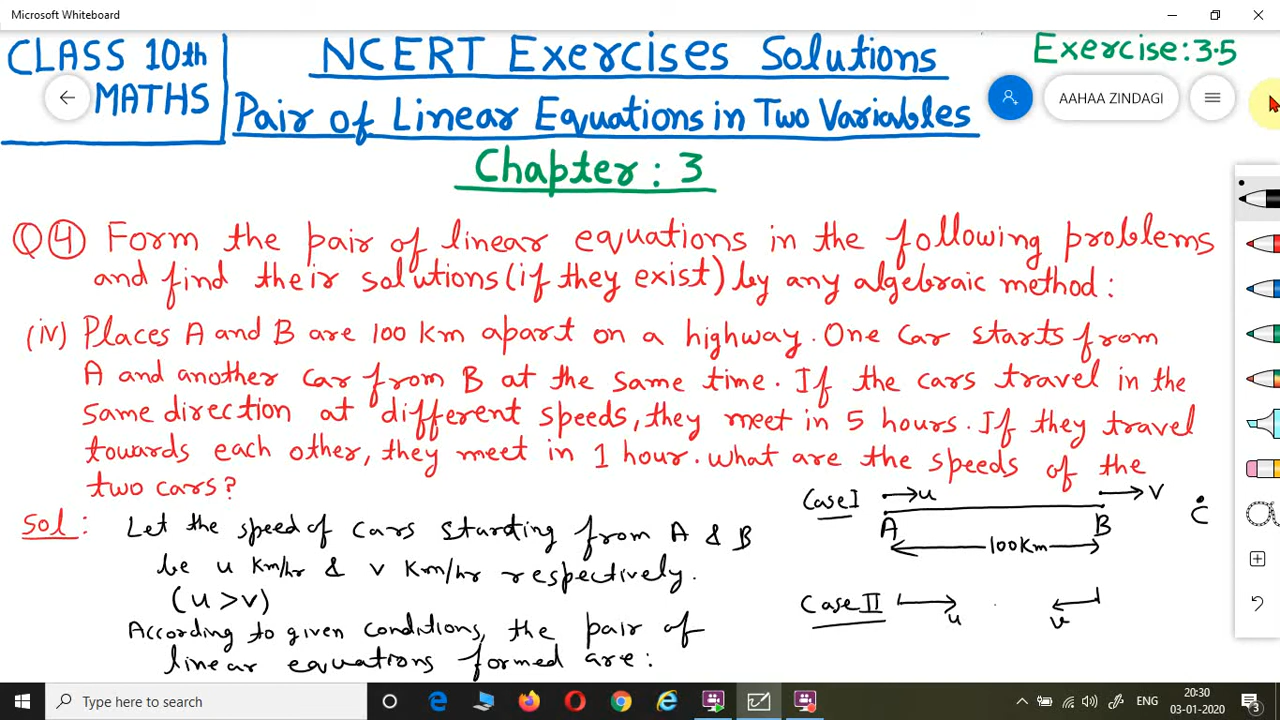 Microsoft Whiteboard
CLASS 10th
MATHS
NCERT Exercises Solutions
Exercise: 3.5
AAHAA ZINDAGI
Pair of Linear Equations in Two Variables
Chapter : 3
Q④ Form the pair of linear equations in the following problems
and find their solutions (if they exist) by any algebraic method :
(iv) Places A and B are 100 Km apart on a highway. One car starts from
A and another car from B at the same time. If the cars travel in the
same direction at different speeds, they meet in 5 hours. If they travel
towards each other, they meet in 1 hour. What are the speeds of the
two cars?
Sol :
Let the speed of cars starting from A & B
be u Km/hr & v Km/hr respectively.
(u > v)
According to given conditions, the pair of
linear equations formed are :
Case I
u
v
A
B
C
100 Km
Case II
u
v
Type here to search
ENG
20:30
03-01-2020
3